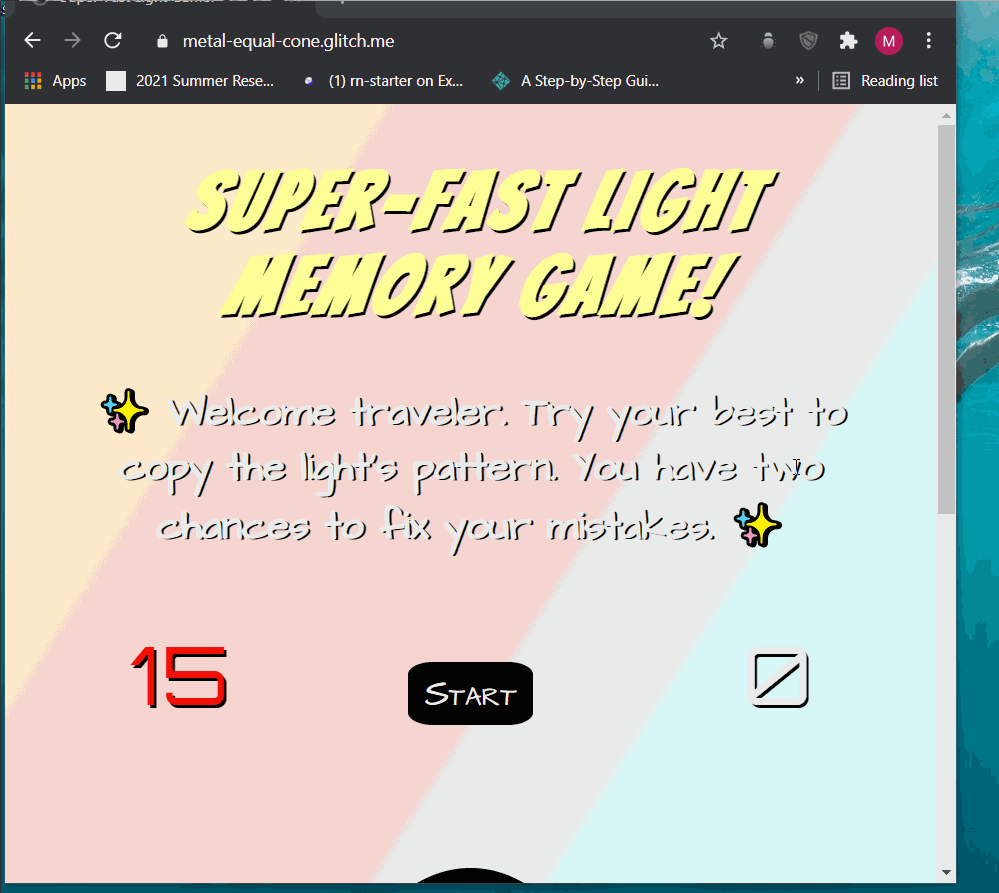 metal-equal-cone.glitch.me
M
Apps 2021 Summer Rese... (1) rn-starter on Ex... A Step-by-Step Gui... » Reading list
SUPER-FAST LIGHT
MEMORY GAME!
✨ Welcome traveler. Try your best to
copy the light's pattern. You have two
chances to fix your mistakes. ✨
15 Start 0